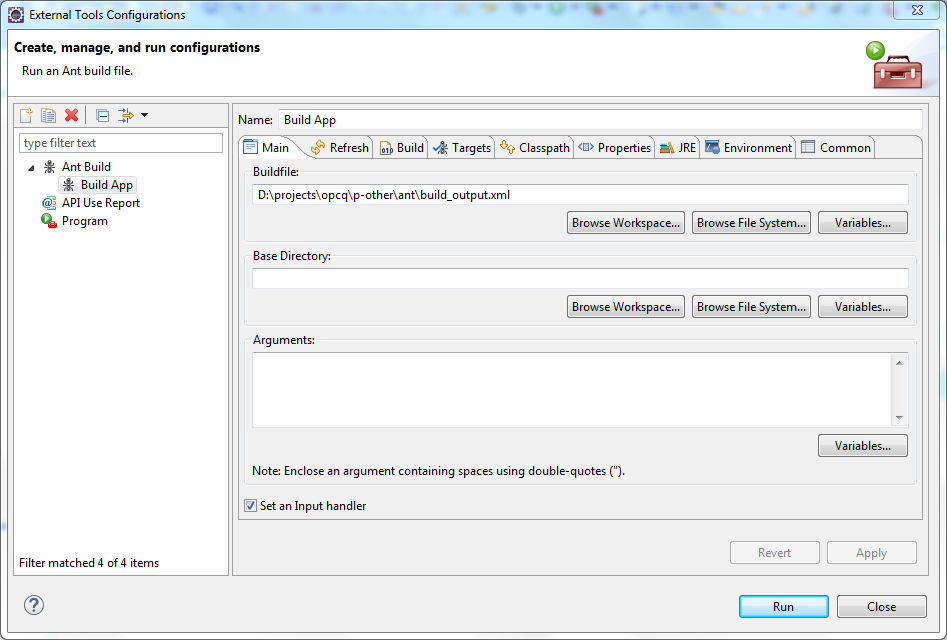 External Tools Configurations
Create, manage, and run configurations
Run an Ant build file.
type filter text
Ant Build
Build App
API Use Report
Program
Filter matched 4 of 4 items
Name: Build App
Main Refresh Build Targets Classpath Properties JRE Environment Common
Buildfile:
D:\projects\opcq\p-other\ant\build_output.xml
Browse Workspace... Browse File System... Variables...
Base Directory:
Browse Workspace... Browse File System... Variables...
Arguments:
Variables...
Note: Enclose an argument containing spaces using double-quotes (").
Set an Input handler
Revert Apply
? Run Close